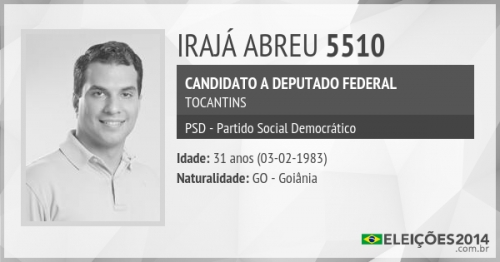 IRAJÁ ABREU 5510
CANDIDATO A DEPUTADO FEDERAL
TOCANTINS
PSD - Partido Social Democrático
Idade: 31 anos (03-02-1983)
Naturalidade: GO - Goiânia
ELEIÇÕES2014
.com.br